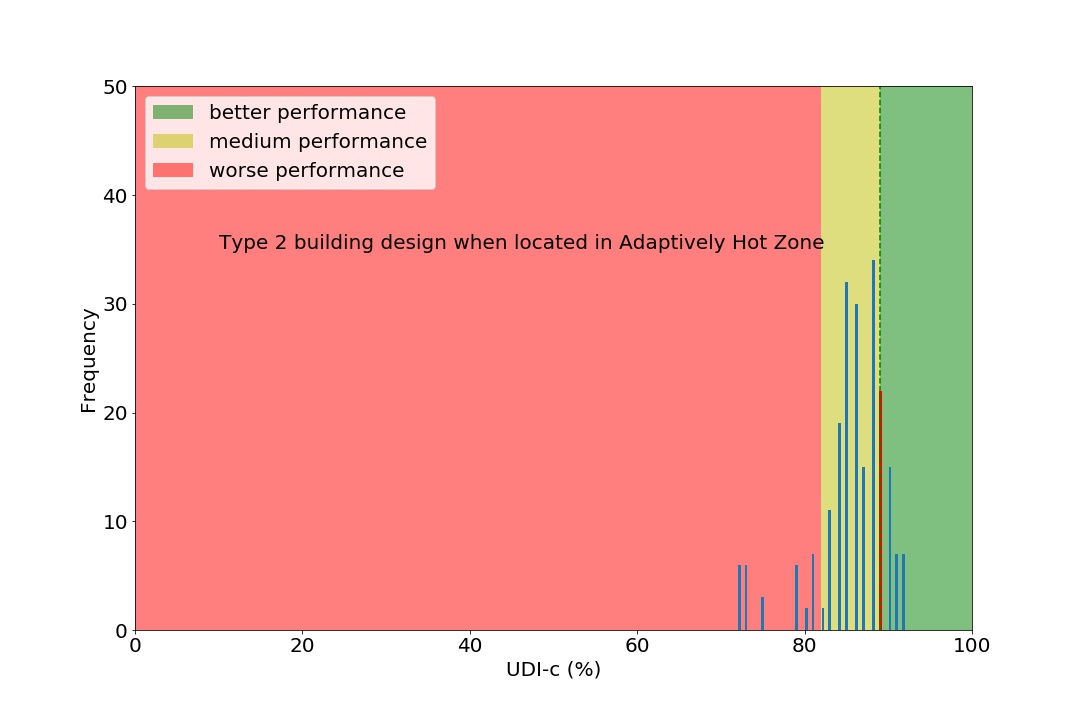 50
40
30
20
10
0
Frequency
better performance
medium performance
worse performance
Type 2 building design when located in Adaptively Hot Zone
0 20 40 60 80 100
UDI-c (%)